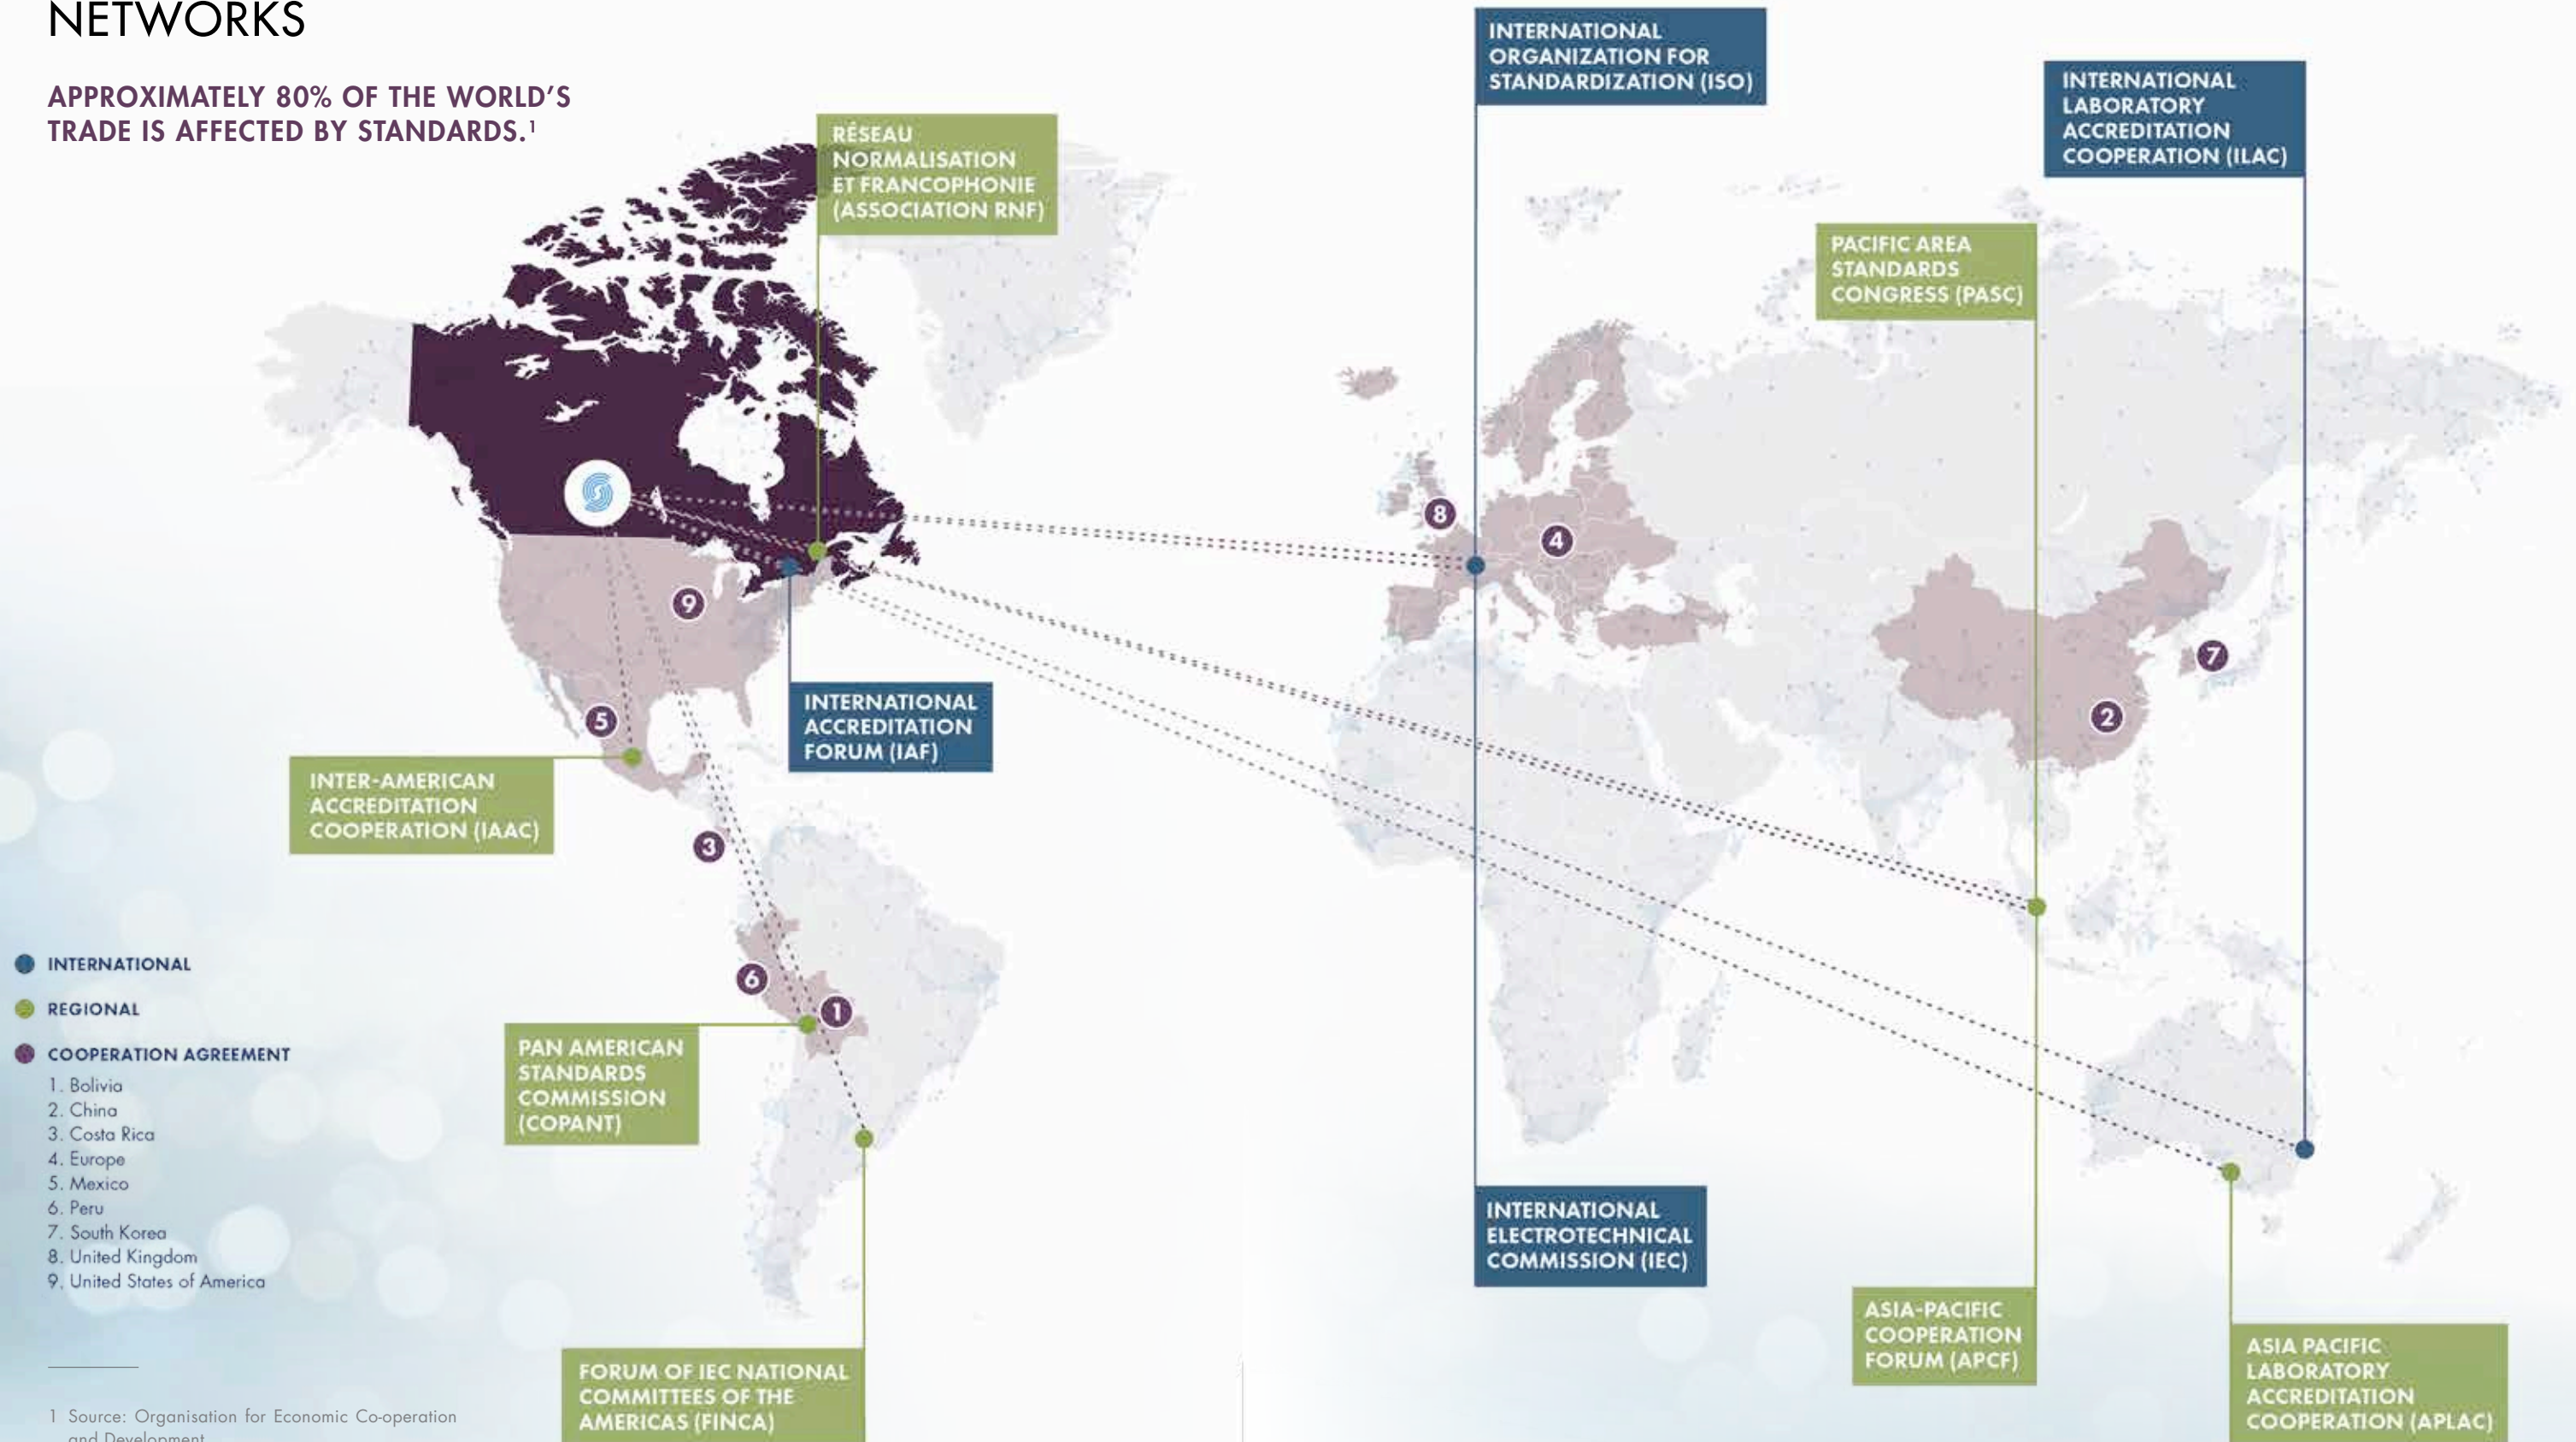 NETWORKS
APPROXIMATELY 80% OF THE WORLD'S
TRADE IS AFFECTED BY STANDARDS.1
RÉSEAU
NORMALISATION
ET FRANCOPHONIE
(ASSOCIATION RNF)
INTERNATIONAL
ORGANIZATION FOR
STANDARDIZATION (ISO)
INTERNATIONAL
LABORATORY
ACCREDITATION
COOPERATION (ILAC)
PACIFIC AREA
STANDARDS
CONGRESS (PASC)
8
4
9
7
5
2
INTERNATIONAL
ACCREDITATION
FORUM (IAF)
INTER-AMERICAN
ACCREDITATION
COOPERATION (IAAC)
3
6
1
INTERNATIONAL
REGIONAL
COOPERATION AGREEMENT
1. Bolivia
2. China
3. Costa Rica
4. Europe
5. Mexico
6. Peru
7. South Korea
8. United Kingdom
9. United States of America
PAN AMERICAN
STANDARDS
COMMISSION
(COPANT)
INTERNATIONAL
ELECTROTECHNICAL
COMMISSION (IEC)
ASIA-PACIFIC
COOPERATION
FORUM (APCF)
ASIA PACIFIC
LABORATORY
ACCREDITATION
COOPERATION (APLAC)
FORUM OF IEC NATIONAL
COMMITTEES OF THE
AMERICAS (FINCA)
1 Source: Organisation for Economic Co-operation
and Development